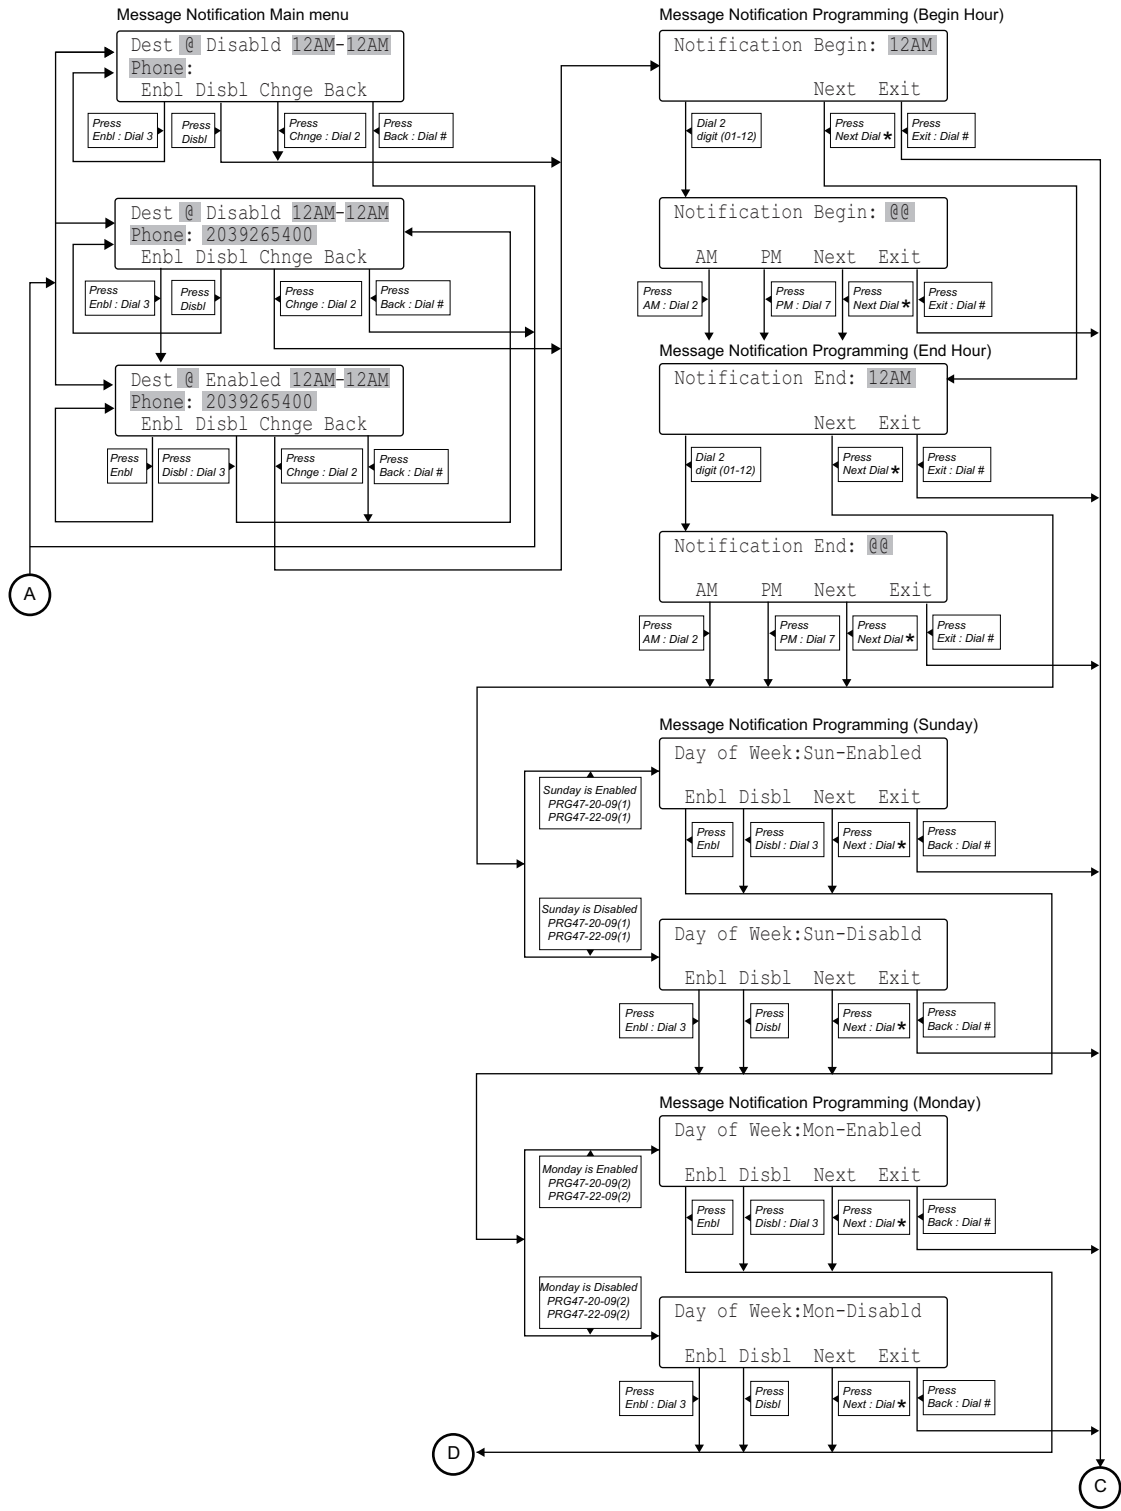 Message Notification Main menu
Dest @ Disabld 12AM-12AM
Phone:
Enbl Disbl Chnge Back
Press
Enbl : Dial 3
Press
Disbl
Press
Chnge : Dial 2
Press
Back : Dial #
Dest @ Disabld 12AM-12AM
Phone: 2039265400
Enbl Disbl Chnge Back
Press
Enbl : Dial 3
Press
Disbl
Press
Chnge : Dial 2
Press
Back : Dial #
Dest @ Enabled 12AM-12AM
Phone: 2039265400
Enbl Disbl Chnge Back
Press
Enbl
Press
Disbl : Dial 3
Press
Chnge : Dial 2
Press
Back : Dial #
A
Message Notification Programming (Begin Hour)
Notification Begin: 12AM
Next Exit
Dial 2
digit (01-12)
Press
Next Dial *
Press
Exit : Dial #
Notification Begin: @@
AM PM Next Exit
Press
AM : Dial 2
Press
PM : Dial 7
Press
Next Dial *
Press
Exit : Dial #
Message Notification Programming (End Hour)
Notification End: 12AM
Next Exit
Dial 2
digit (01-12)
Press
Next Dial *
Press
Exit : Dial #
Notification End: @@
AM PM Next Exit
Press
AM : Dial 2
Press
PM : Dial 7
Press
Next Dial *
Press
Exit : Dial #
Message Notification Programming (Sunday)
Day of Week:Sun-Enabled
Enbl Disbl Next Exit
Sunday is Enabled
PRG47-20-09(1)
PRG47-22-09(1)
Press
Enbl
Press
Disbl : Dial 3
Press
Next : Dial *
Press
Back : Dial #
Sunday is Disabled
PRG47-20-09(1)
PRG47-22-09(1)
Day of Week:Sun-Disabld
Enbl Disbl Next Exit
Press
Enbl : Dial 3
Press
Disbl
Press
Next : Dial *
Press
Back : Dial #
Message Notification Programming (Monday)
Day of Week:Mon-Enabled
Enbl Disbl Next Exit
Monday is Enabled
PRG47-20-09(2)
PRG47-22-09(2)
Press
Enbl
Press
Disbl : Dial 3
Press
Next : Dial *
Press
Back : Dial #
Monday is Disabled
PRG47-20-09(2)
PRG47-22-09(2)
Day of Week:Mon-Disabld
Enbl Disbl Next Exit
Press
Enbl : Dial 3
Press
Disbl
Press
Next : Dial *
Press
Back : Dial #
D
C